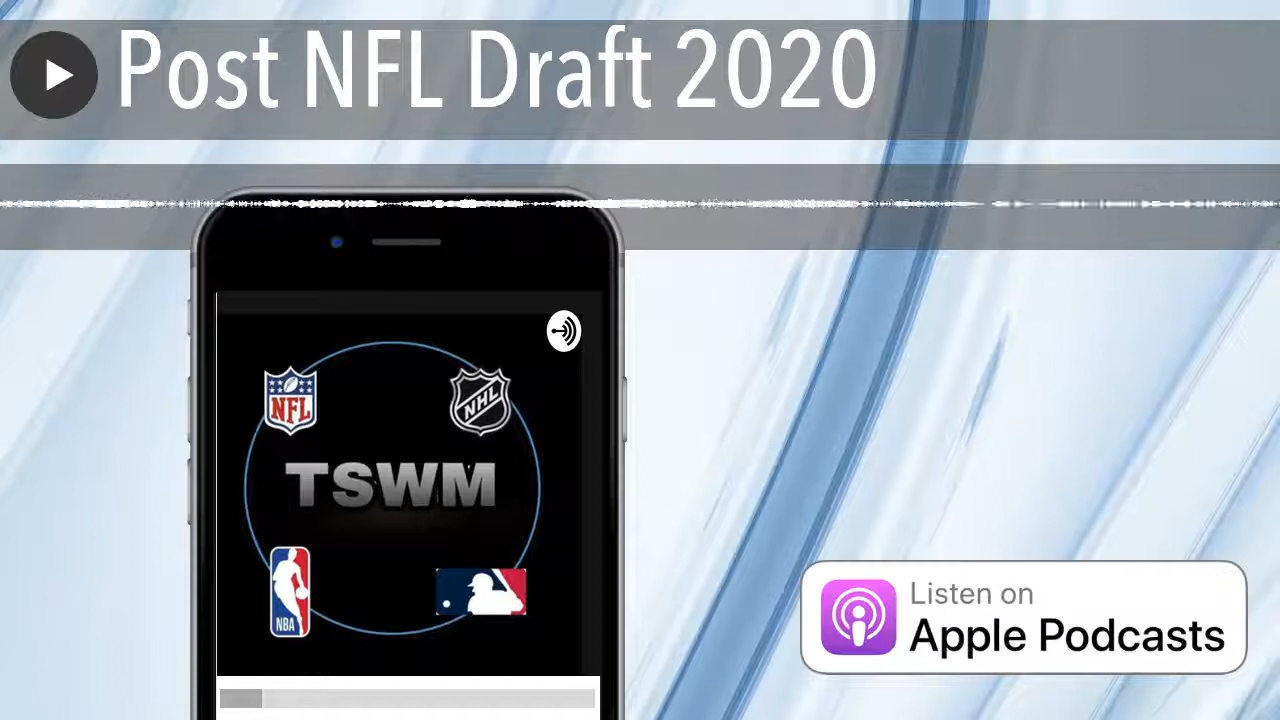 Post NFL Draft 2020
NFL
NHL
TSWM
NBA
Listen on
Apple Podcasts